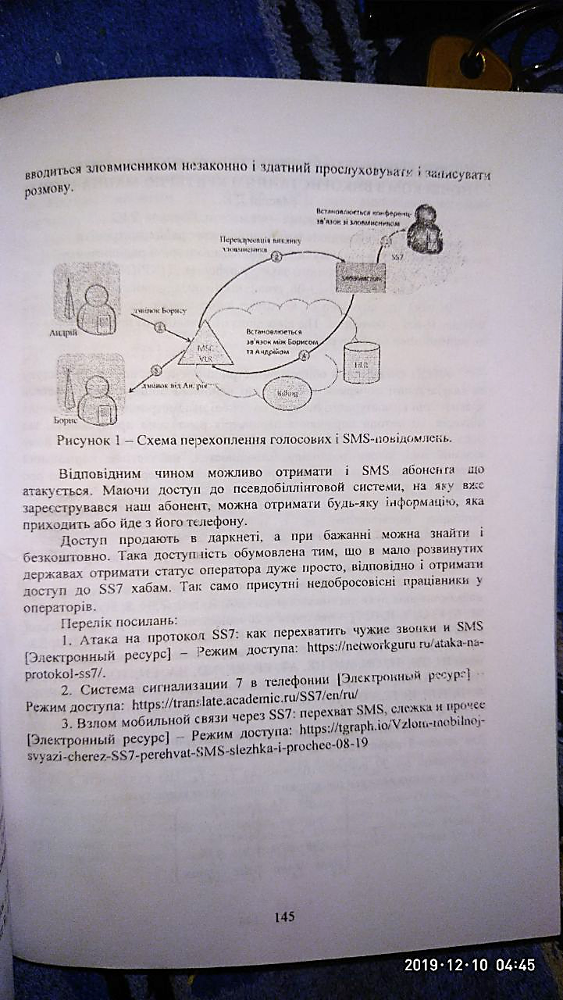 вводиться зловмисником незаконно і здатний прослуховувати і записувати
розмову.
Встановлюється конференц-
зв'язок зі зловмисником
Переадресація виклику
зловмисника
SS7
зловмисник
Андрій
дзвінок Борису
MSC
VLR
Встановлюеться
зв'язок між Борисом
та Андрійом
HLR
Billing
дзвінок від Андрія
Борис
Рисунок 1 – Схема перехоплення голосових і SMS-повідомлень.
Відповідним чином можливо отримати і SMS абонента що
атакується. Маючи доступ до псевдобіллінгової системи, на яку вже
зареєструвався наш абонент, можна отримати будь-яку інформацію, яка
приходить або йде з його телефону.
Доступ продають в даркнеті, а при бажанні можна знайти і
безкоштовно. Така доступність обумовлена тим, що в мало розвинутих
державах отримати статус оператора дуже просто, відповідно і отримати
доступ до SS7 хабам. Так само присутні недобросовісні працівники у
операторів.
Перелік посилань:
1. Атака на протокол SS7: как перехватить чужие звонки и SMS
[Электронный ресурс] – Режим доступа: https://networkguru ru/ataka-na-
protokol-ss7/.
2. Система сигнализации 7 в телефонии [Электронный ресурс] –
Режим доступа: https://translate.academic.ru/SS7/en/ru/
3. Взлом мобильной связи через SS7: перехват SMS, слежка и прочее
[Электронный ресурс] – Режим доступа: https://tgraph.io/Vzlom-mobilnoj-
svyazi-cherez-SS7-perehvat-SMS-slezhka-i-prochee-08-19
145
2019·12·10 04:45